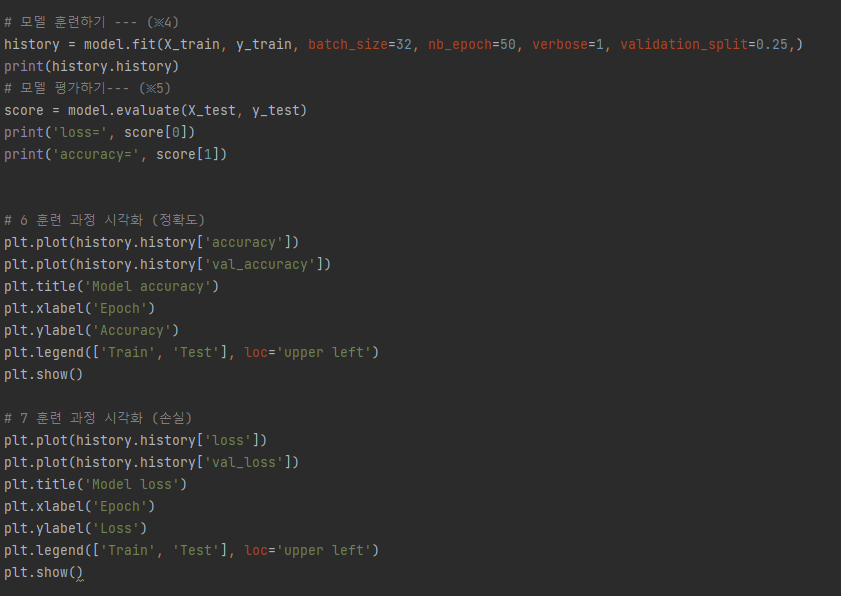 # 모델 훈련하기 --- (※4)
history = model.fit(X_train, y_train, batch_size=32, nb_epoch=50, verbose=1, validation_split=0.25,)
print(history.history)
# 모델 평가하기--- (※5)
score = model.evaluate(X_test, y_test)
print('loss=', score[0])
print('accuracy=', score[1])
# 6 훈련 과정 시각화 (정확도)
plt.plot(history.history['accuracy'])
plt.plot(history.history['val_accuracy'])
plt.title('Model accuracy')
plt.xlabel('Epoch')
plt.ylabel('Accuracy')
plt.legend(['Train', 'Test'], loc='upper left')
plt.show()
# 7 훈련 과정 시각화 (손실)
plt.plot(history.history['loss'])
plt.plot(history.history['val_loss'])
plt.title('Model loss')
plt.xlabel('Epoch')
plt.ylabel('Loss')
plt.legend(['Train', 'Test'], loc='upper left')
plt.show()